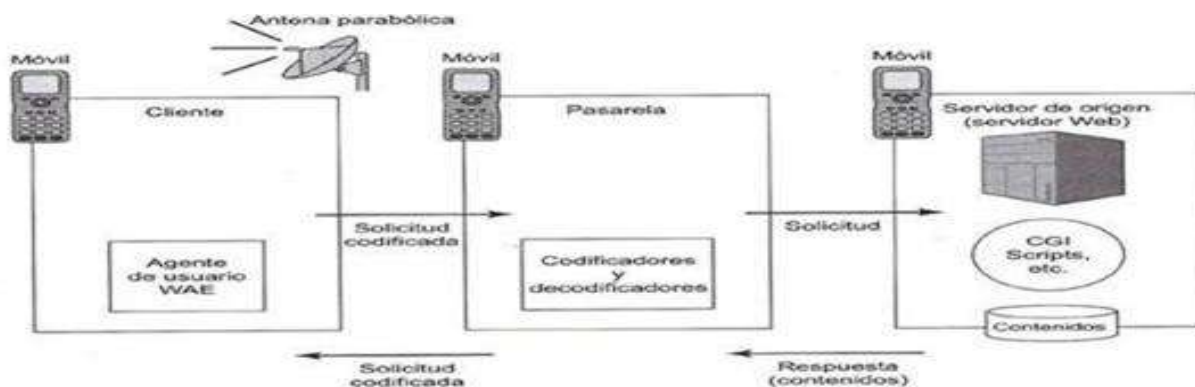 Antena parabólica
Móvil
Móvil
Móvil
Cliente
Pasarela
Servidor de origen
(servidor Web)
Solicitud
codificada
Solicitud
Agente
de usuario
WAE
Codificadores
y
decodificadores
CGI
Scripts,
etc.
Contenidos
Solicitud
codificada
Respuesta
(contenidos)